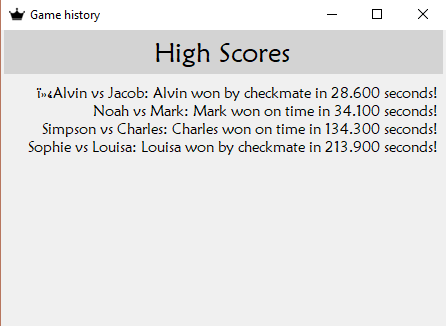 Game history
High Scores
ï»¿Alvin vs Jacob: Alvin won by checkmate in 28.600 seconds!
Noah vs Mark: Mark won on time in 34.100 seconds!
Simpson vs Charles: Charles won on time in 134.300 seconds!
Sophie vs Louisa: Louisa won by checkmate in 213.900 seconds!